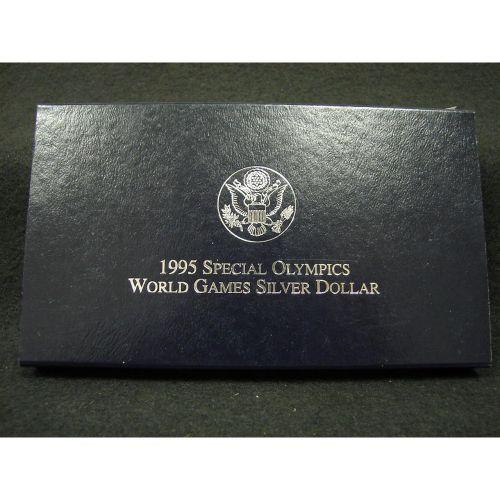 1995 SPECIAL OLYMPICS
WORLD GAMES SILVER DOLLAR